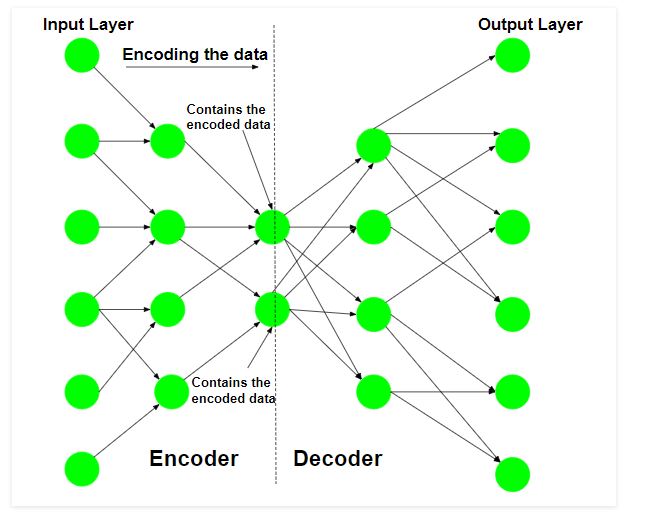 Input Layer
Output Layer
Encoding the data
Contains the
encoded data
Contains the
encoded data
Encoder
Decoder